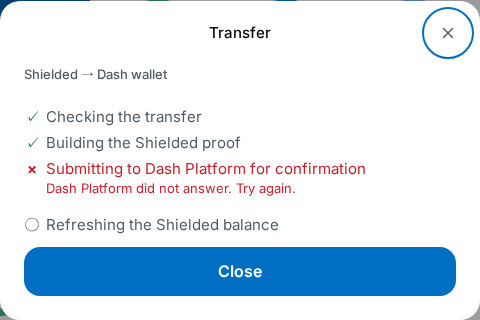 Transfer
Shielded → Dash wallet
✓ Checking the transfer
✓ Building the Shielded proof
× Submitting to Dash Platform for confirmation
Dash Platform did not answer. Try again.
Refreshing the Shielded balance
Close